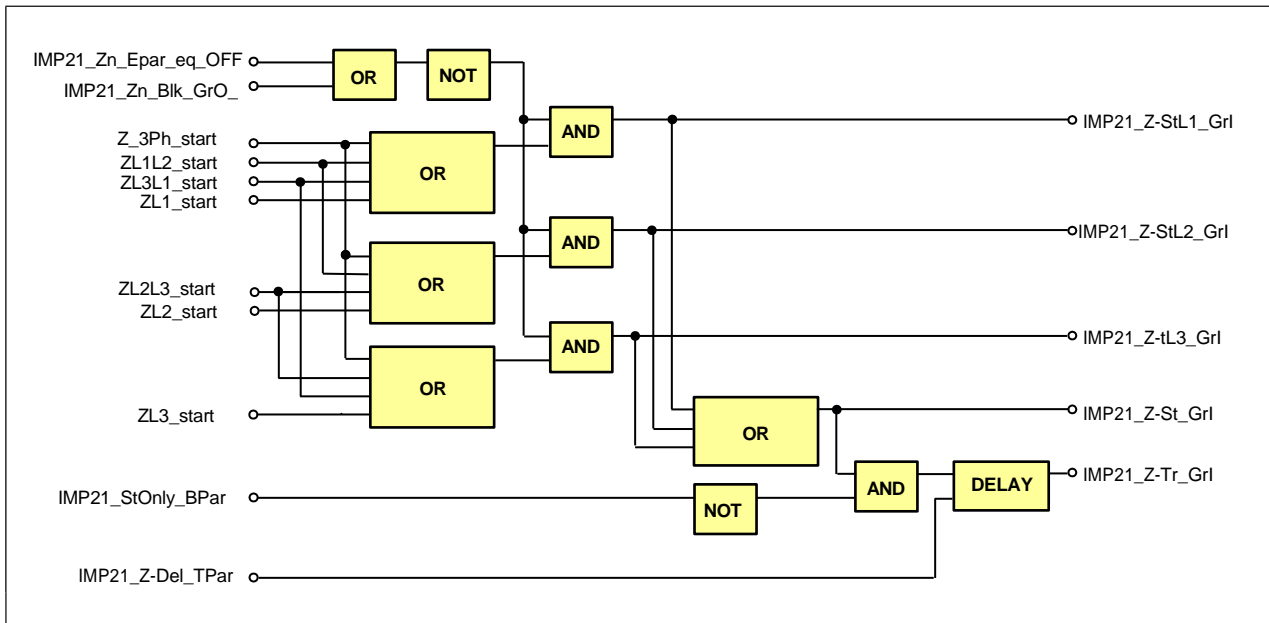 IMP21_Zn_Epar_eq_OFF
IMP21_Zn_Blk_GrO_
OR
NOT
Z_3Ph_start
ZL1L2_start
ZL3L1_start
ZL1_start
OR
AND
IMP21_Z-StL1_GrI
ZL2L3_start
ZL2_start
OR
AND
IMP21_Z-StL2_GrI
ZL3_start
OR
AND
IMP21_Z-tL3_GrI
OR
IMP21_Z-St_GrI
IMP21_StOnly_BPar
NOT
AND
DELAY
IMP21_Z-Tr_GrI
IMP21_Z-Del_TPar